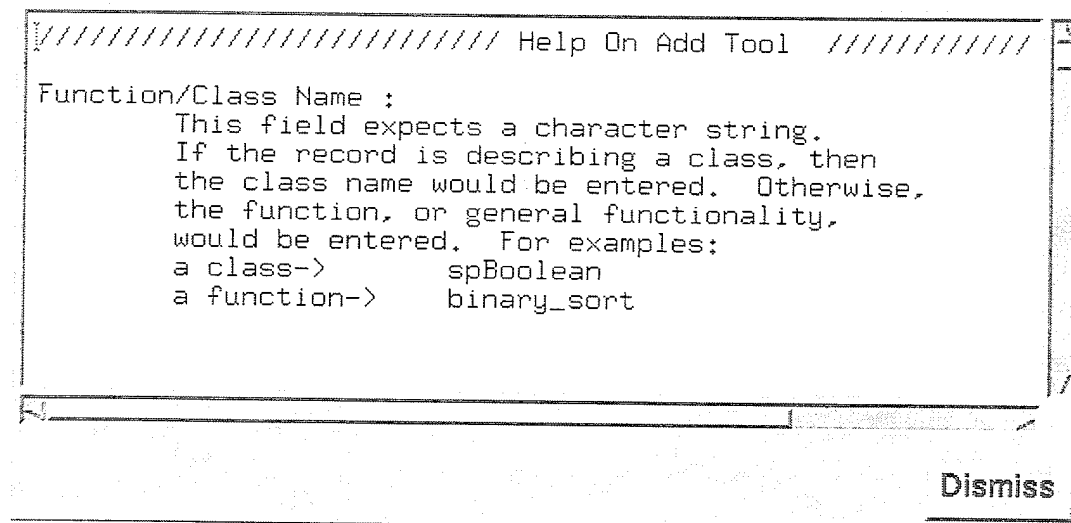 /////////////////////////// Help On Add Tool ////////////
Function/Class Name :
This field expects a character string.
If the record is describing a class, then
the class name would be entered. Otherwise,
the function, or general functionality,
would be entered. For examples:
a class-> spBoolean
a function-> binary_sort
Dismiss